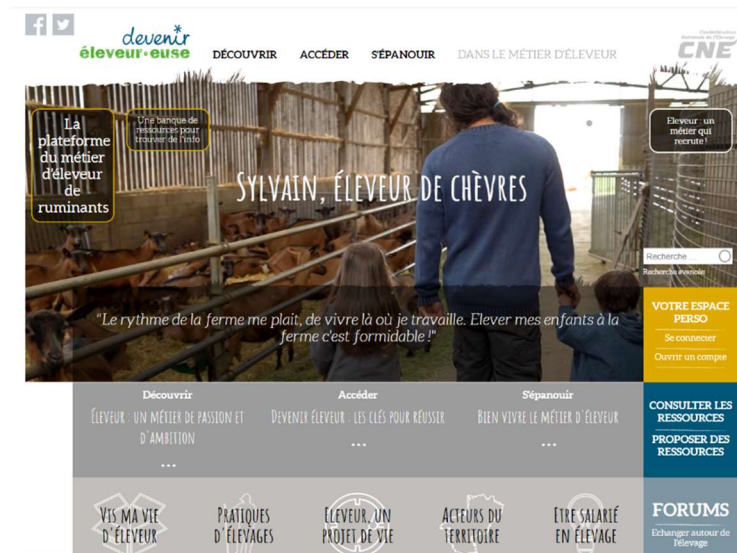 devenir
éleveur·euse
DÉCOUVRIR ACCÉDER S'ÉPANOUIR DANS LE MÉTIER D'ÉLEVEUR
Confédération
Nationale de l'Elevage
CNE
La
plateforme
du métier
d'éleveur
de
ruminants
Une banque de
ressources pour
trouver de l'info
Eleveur : un
métier qui
recrute !
SYLVAIN, ÉLEVEUR DE CHÈVRES
"Le rythme de la ferme me plait, de vivre là où je travaille. Elever mes enfants à la
ferme c'est formidable !"
Recherche ...
Recherche avancée
VOTRE ESPACE
PERSO
Se connecter
Ouvrir un compte
Découvrir
ÉLEVEUR : UN MÉTIER DE PASSION ET
D'AMBITION
...
Accéder
DEVENIR ÉLEVEUR : LES CLÉS POUR RÉUSSIR
...
S'épanouir
BIEN VIVRE LE MÉTIER D'ÉLEVEUR
...
CONSULTER LES
RESSOURCES
PROPOSER DES
RESSOURCES
VIS MA VIE
D'ÉLEVEUR
PRATIQUES
D'ÉLEVAGES
ELEVEUR, UN
PROJET DE VIE
ACTEURS DU
TERRITOIRE
ETRE SALARIÉ
EN ÉLEVAGE
FORUMS
Echanger autour de
l'élevage